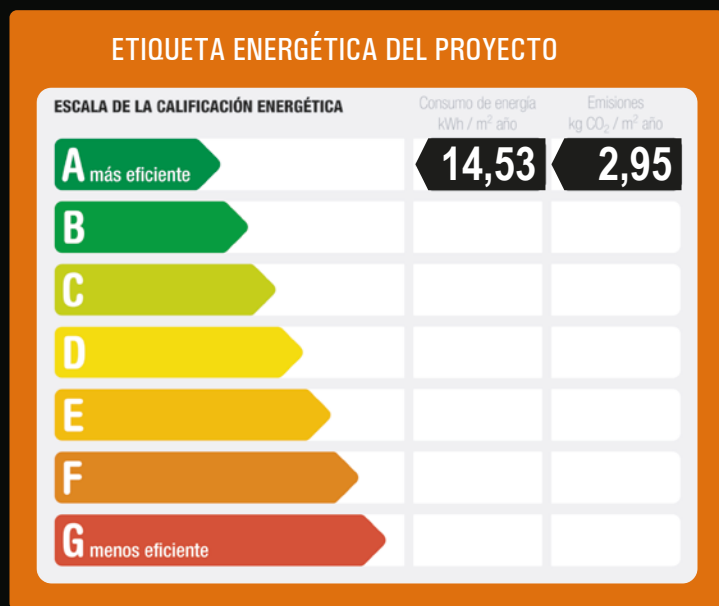 ETIQUETA ENERGÉTICA DEL PROYECTO
ESCALA DE LA CALIFICACIÓN ENERGÉTICA
Consumo de energía
kWh / m² año
Emisiones
kg CO₂ / m² año
A más eficiente
14,53
2,95
B
C
D
E
F
G menos eficiente